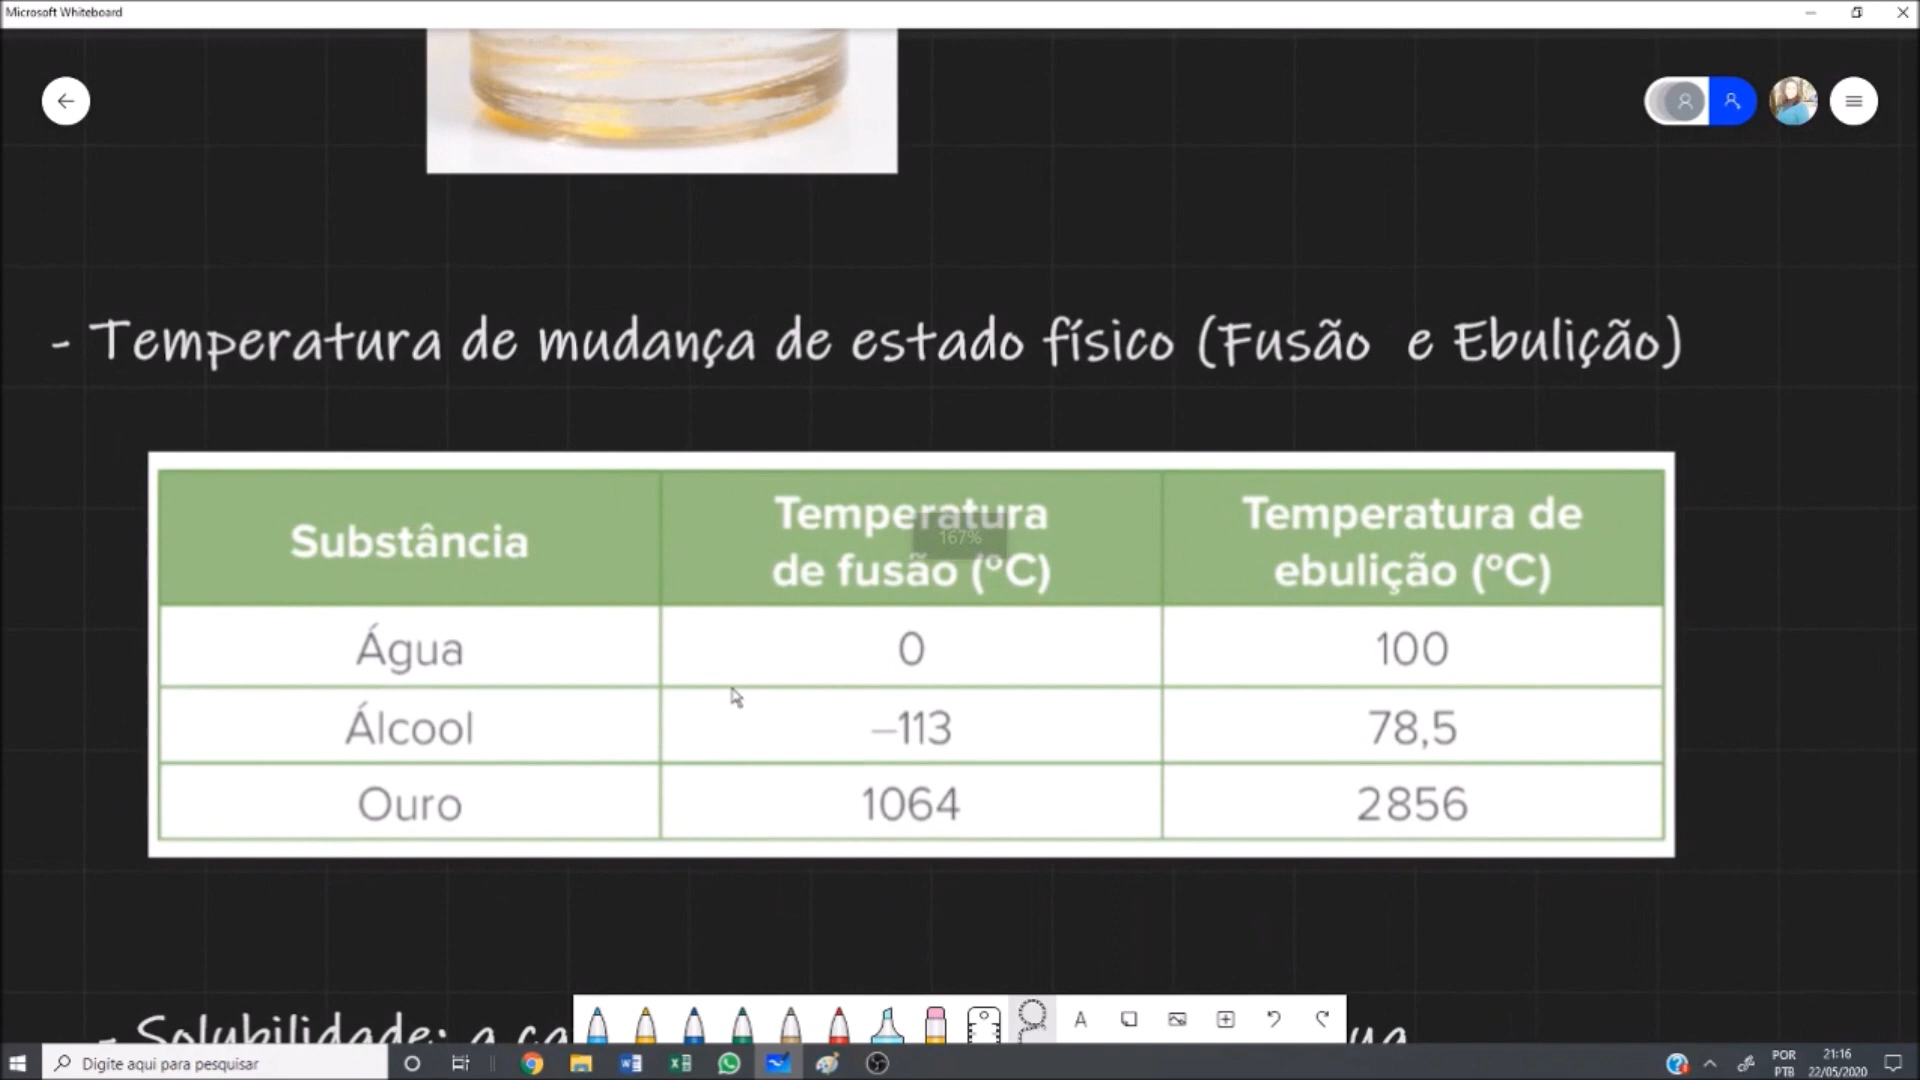 Microsoft Whiteboard
- Temperatura de mudança de estado físico (Fusão e Ebulição)
Substância
Temperatura
de fusão (°C)
Temperatura de
ebulição (°C)
167%
Água
0
100
Álcool
–113
78,5
Ouro
1064
2856
- Solubilidade: a
A
Digite aqui para pesquisar
POR
PTB
21:16
22/05/2020